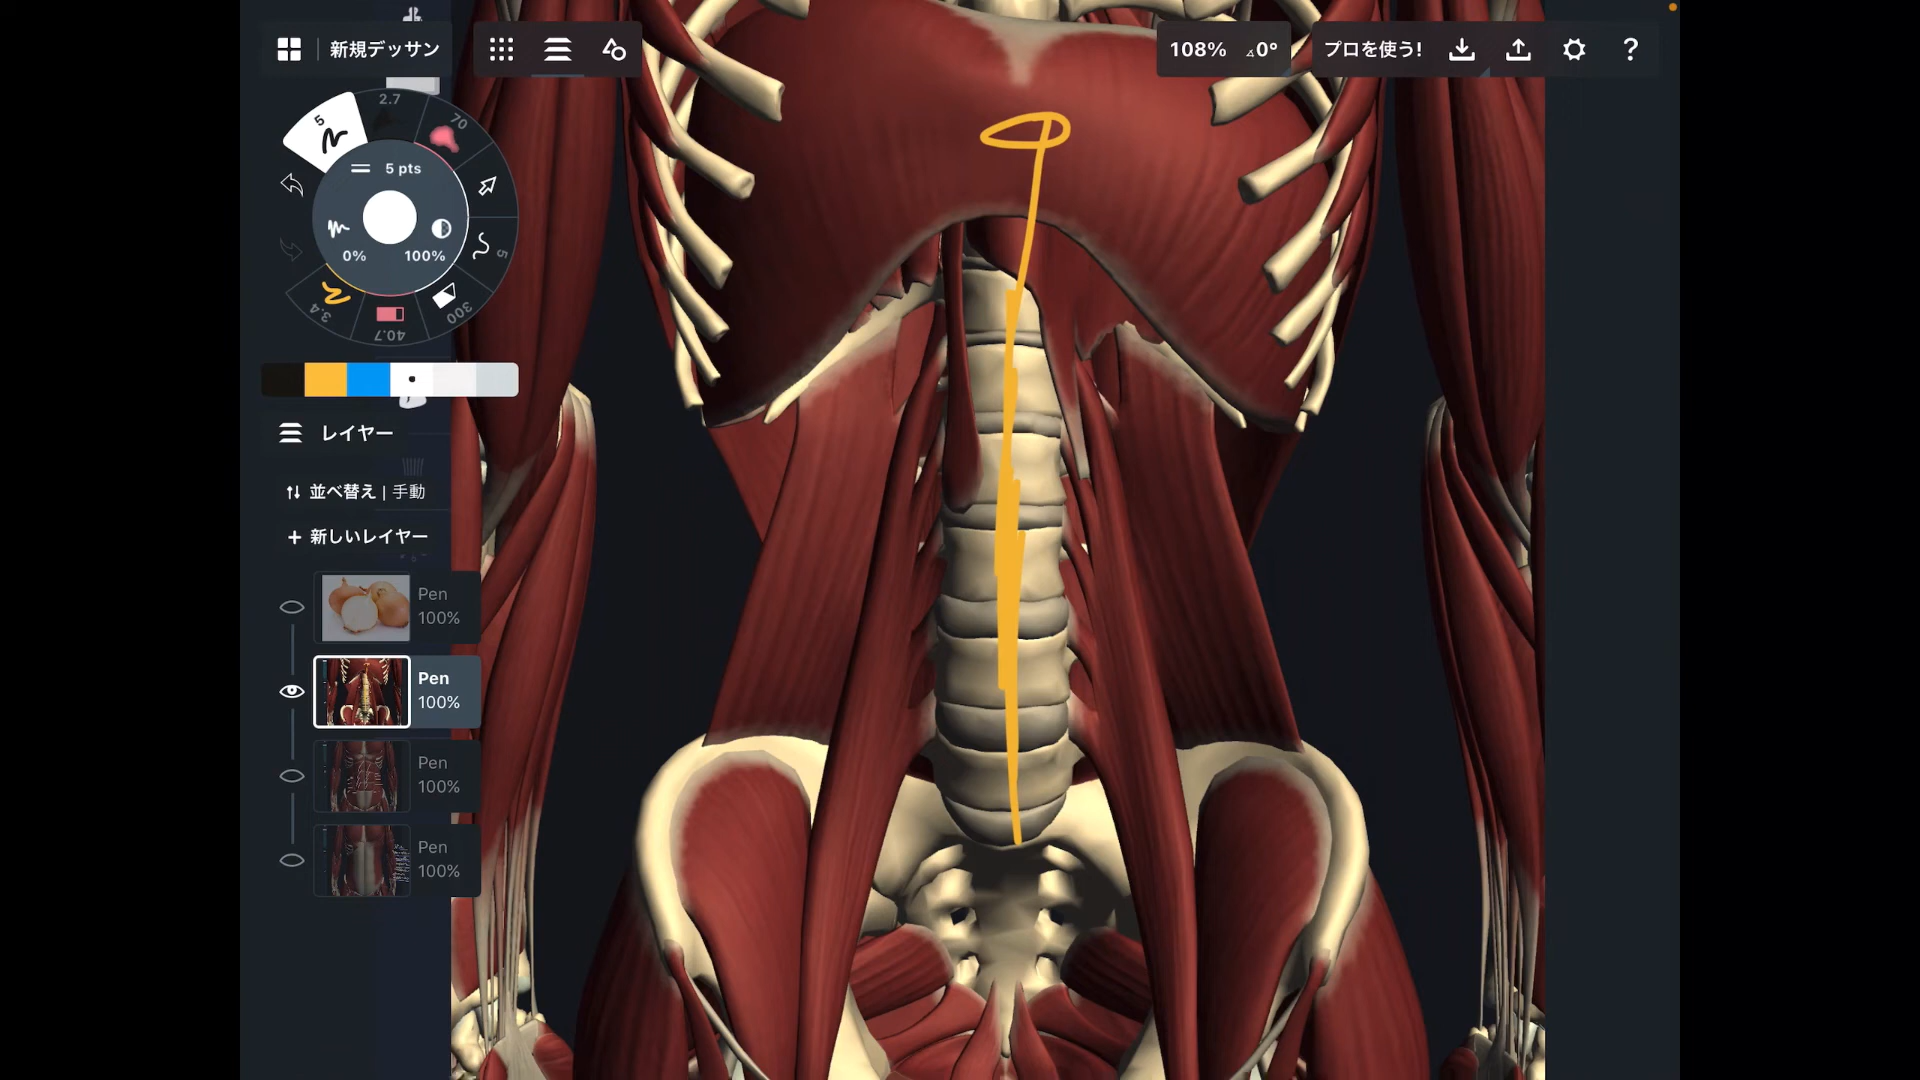 新規デッサン
108% ⊿0°
プロを使う!
?
2.7
70
5
5 pts
5
0%
100%
3.4
40.7
300
レイヤー
並べ替え | 手動
+ 新しいレイヤー
Pen
100%
Pen
100%
Pen
100%
Pen
100%